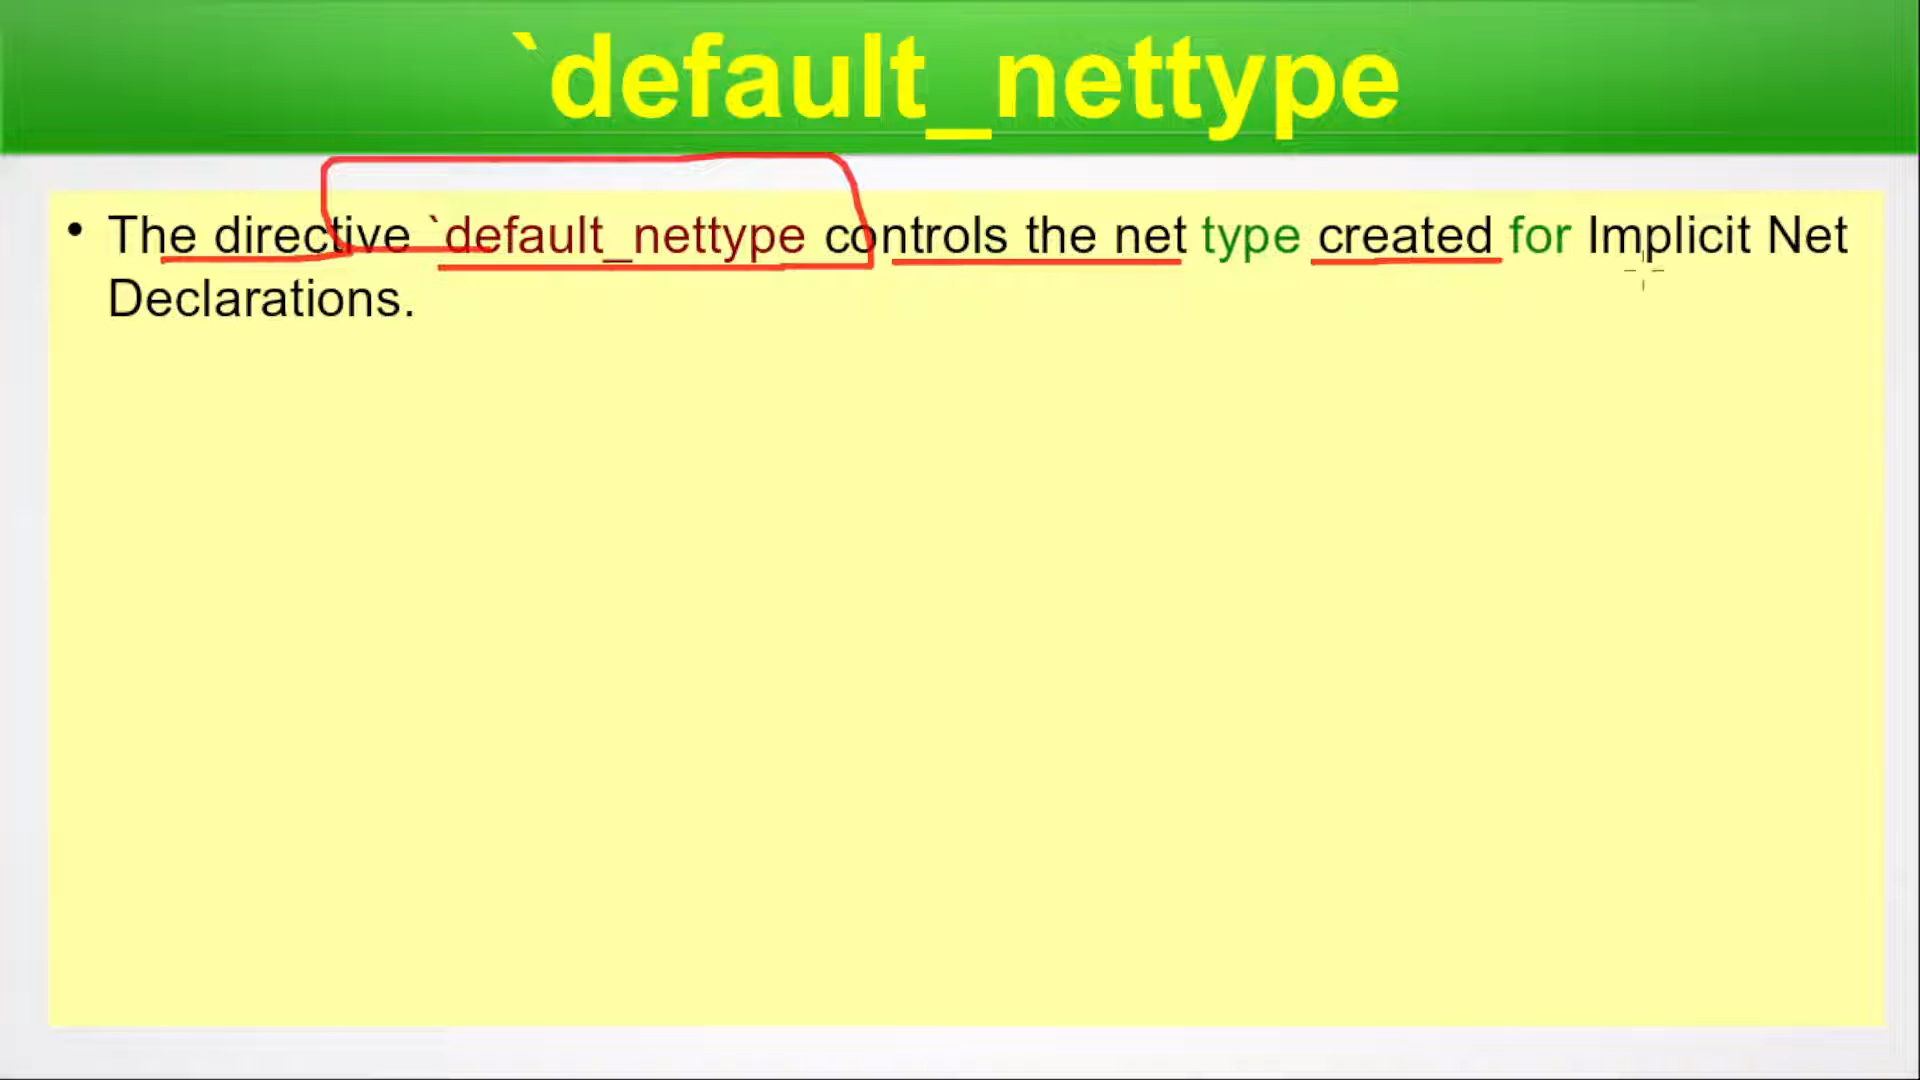 `default_nettype
• The directive `default_nettype controls the net type created for Implicit Net
Declarations.